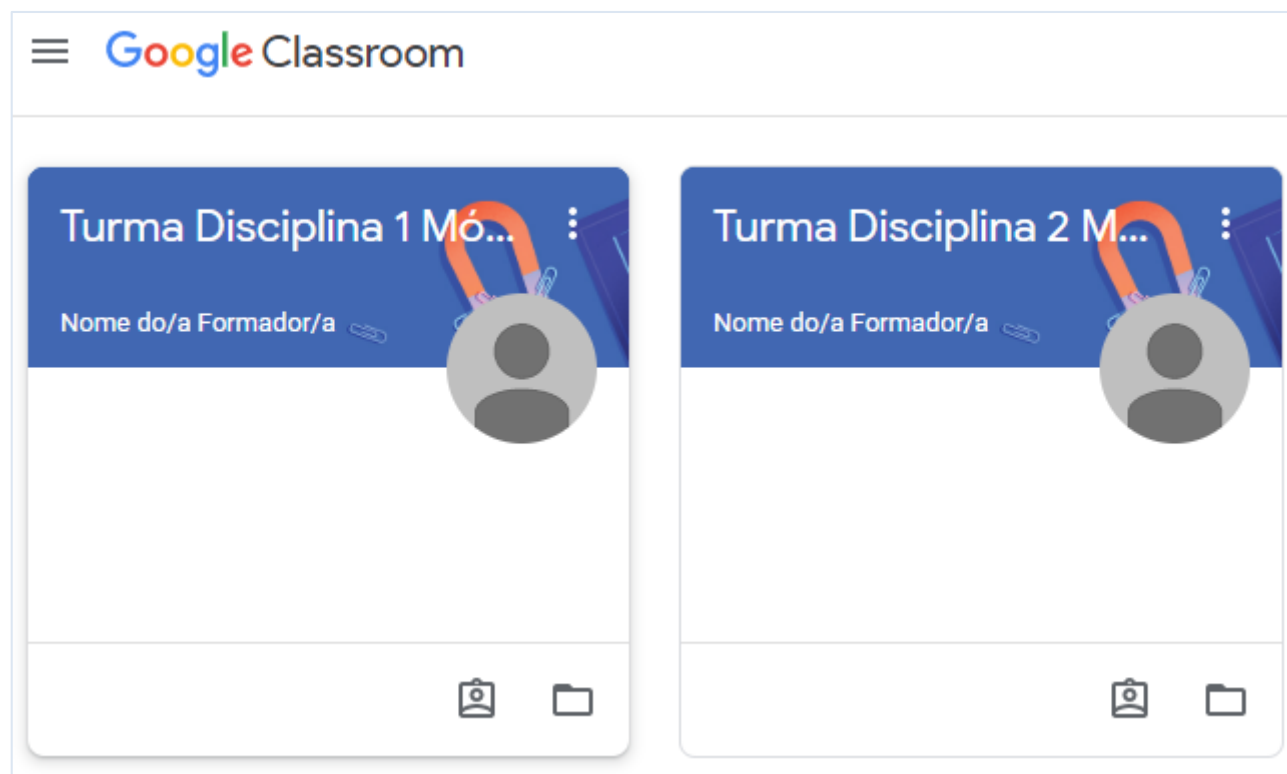 Google Classroom
Turma Disciplina 1 Mó...
Nome do/a Formador/a
Turma Disciplina 2 M...
Nome do/a Formador/a